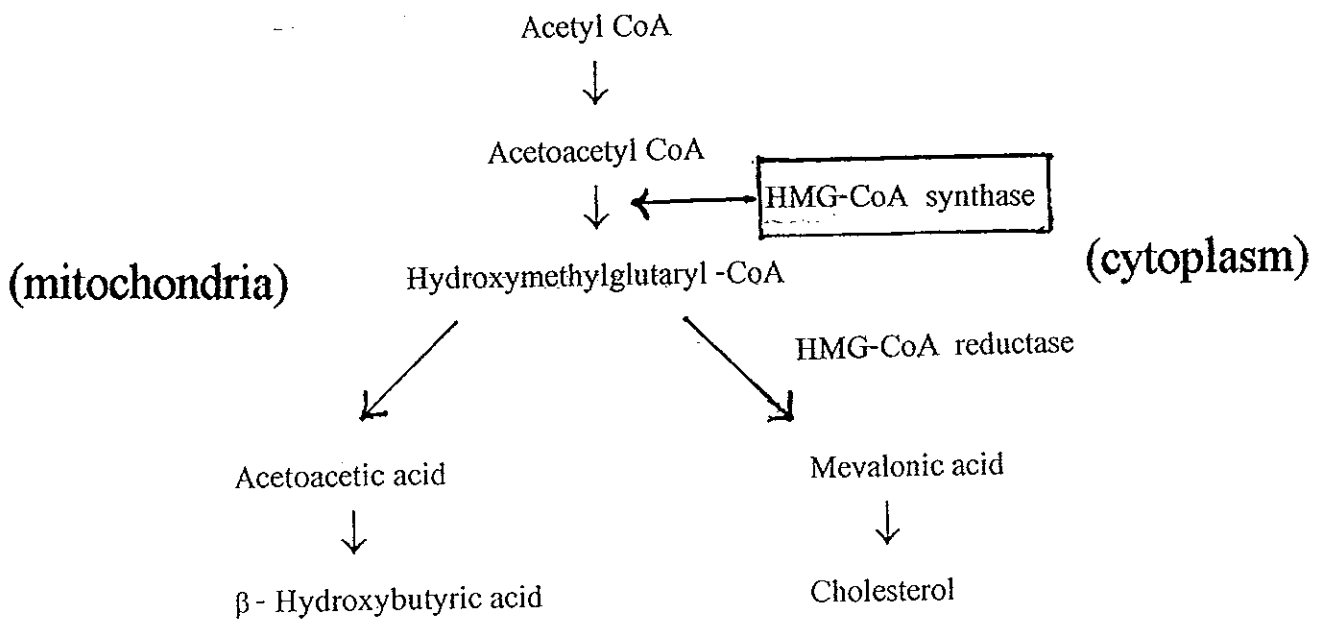 Acetyl CoA
Acetoacetyl CoA
HMG-CoA synthase
(mitochondria)
Hydroxymethylglutaryl -CoA
(cytoplasm)
HMG-CoA reductase
Acetoacetic acid
Mevalonic acid
β - Hydroxybutyric acid
Cholesterol